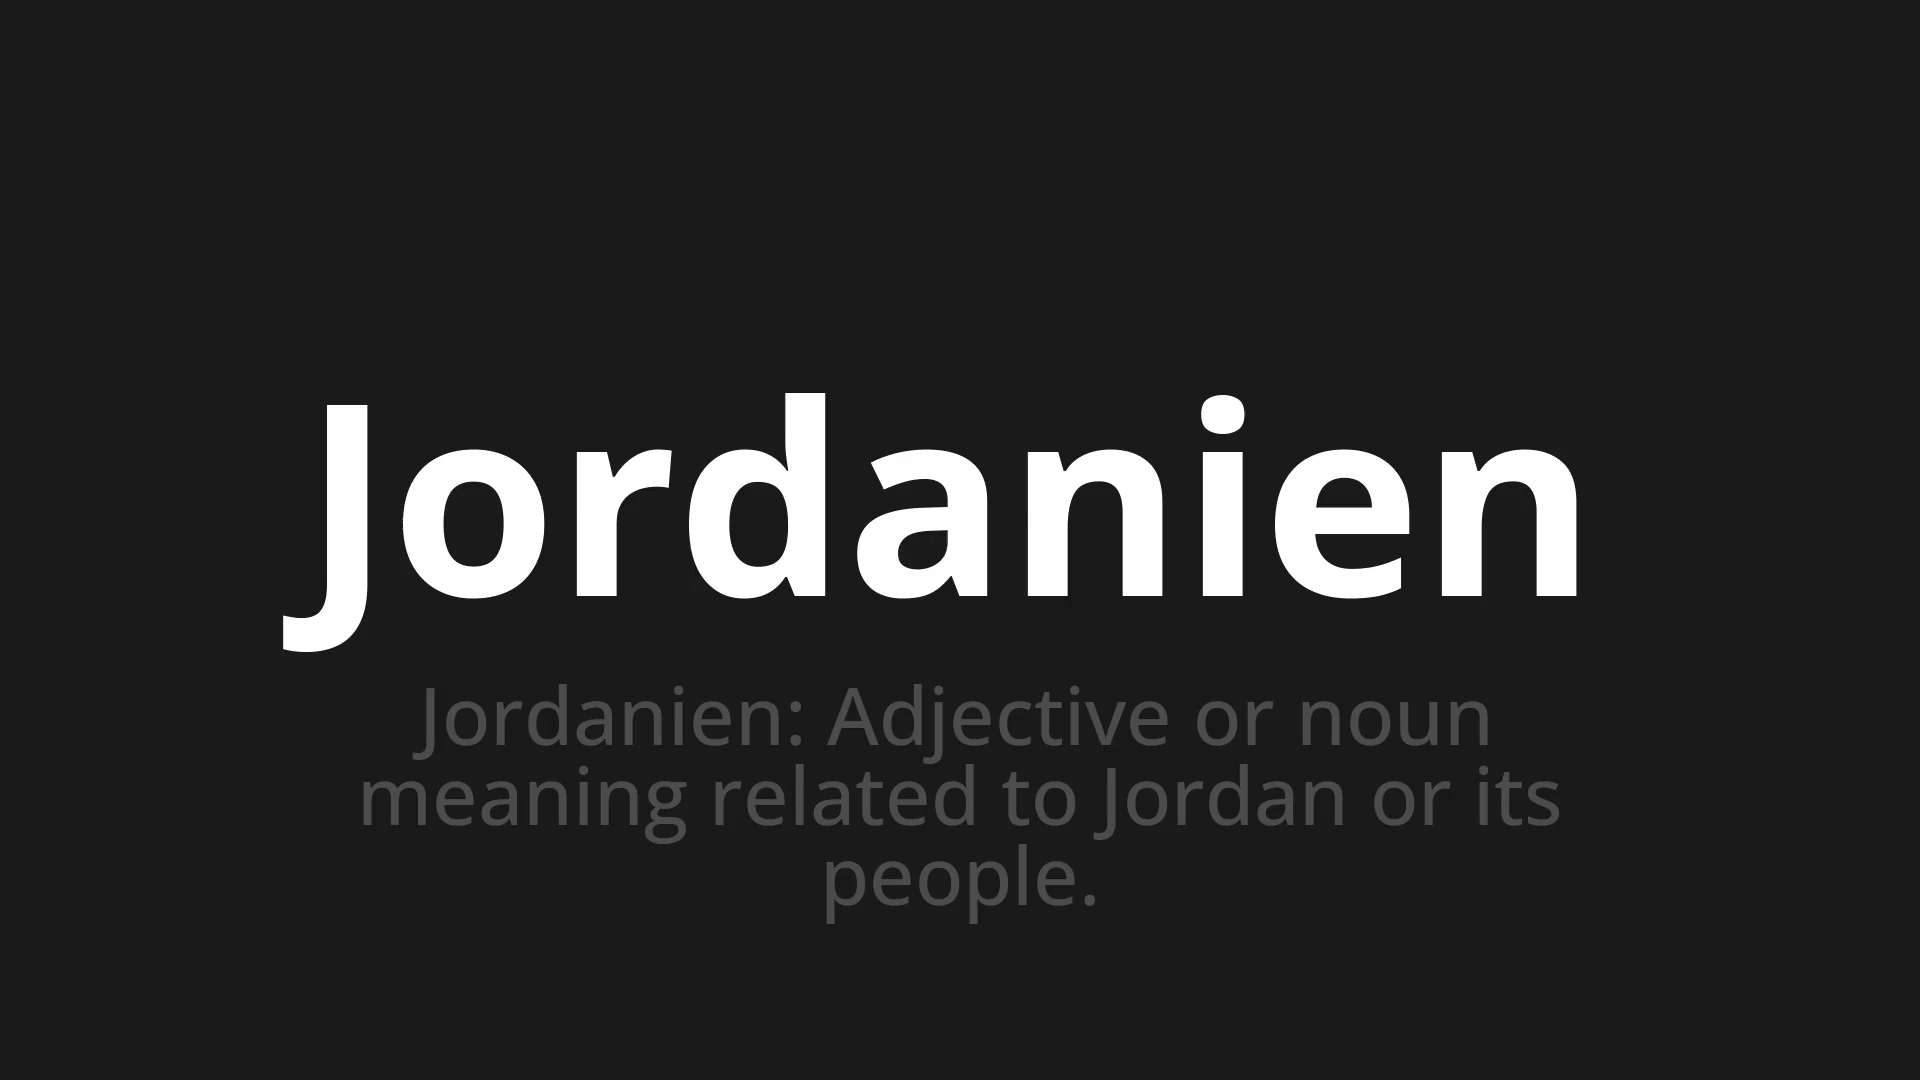 Jordanien
Jordanien: Adjective or noun
meaning related to Jordan or its
people.